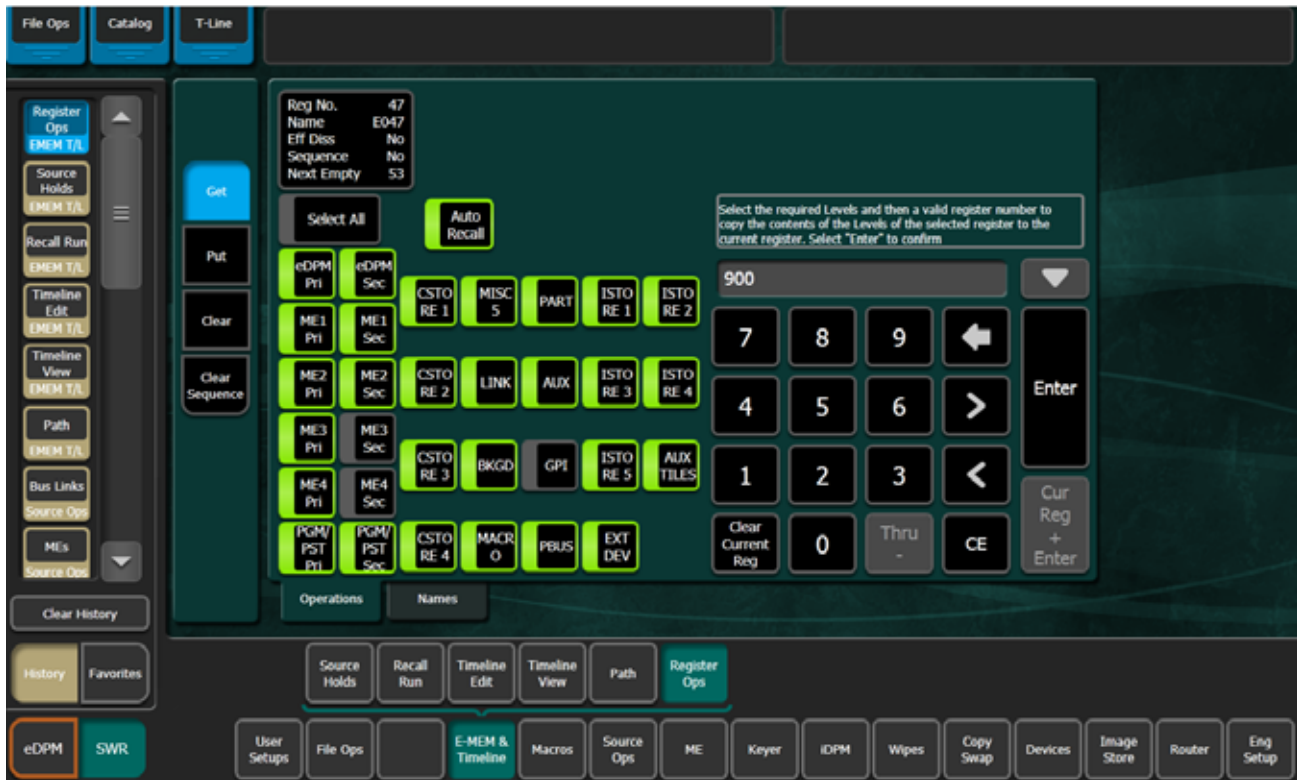 File Ops
Catalog
T-Line
Register
Ops
EMEM T/L
Source
Holds
EMEM T/L
Recall Run
EMEM T/L
Timeline
Edit
EMEM T/L
Timeline
View
EMEM T/L
Path
EMEM T/L
Bus Links
Source Ops
MEs
Source Ops
Clear History
History
Favorites
Get
Put
Clear
Clear
Sequence
Reg No. 47
Name E047
Eff Diss No
Sequence No
Next Empty 53
Select All
Auto
Recall
eDPM
Pri
eDPM
Sec
ME1
Pri
ME1
Sec
ME2
Pri
ME2
Sec
ME3
Pri
ME3
Sec
ME4
Pri
ME4
Sec
PGM/
PST
Pri
PGM/
PST
Sec
CSTO
RE 1
MISC
5
PART
ISTO
RE 1
ISTO
RE 2
CSTO
RE 2
LINK
AUX
ISTO
RE 3
ISTO
RE 4
CSTO
RE 3
BKGD
GPI
ISTO
RE 5
AUX
TILES
CSTO
RE 4
MACR
O
PBUS
EXT
DEV
Select the required Levels and then a valid register number to
copy the contents of the Levels of the selected register to the
current register. Select "Enter" to confirm
900
7
8
9
4
5
6
>
Enter
1
2
3
<
Clear
Current
Reg
0
Thru
-
CE
Cur
Reg
+
Enter
Operations
Names
Source
Holds
Recall
Run
Timeline
Edit
Timeline
View
Path
Register
Ops
eDPM
SWR
User
Setups
File Ops
E-MEM &
Timeline
Macros
Source
Ops
ME
Keyer
iDPM
Wipes
Copy
Swap
Devices
Image
Store
Router
Eng
Setup